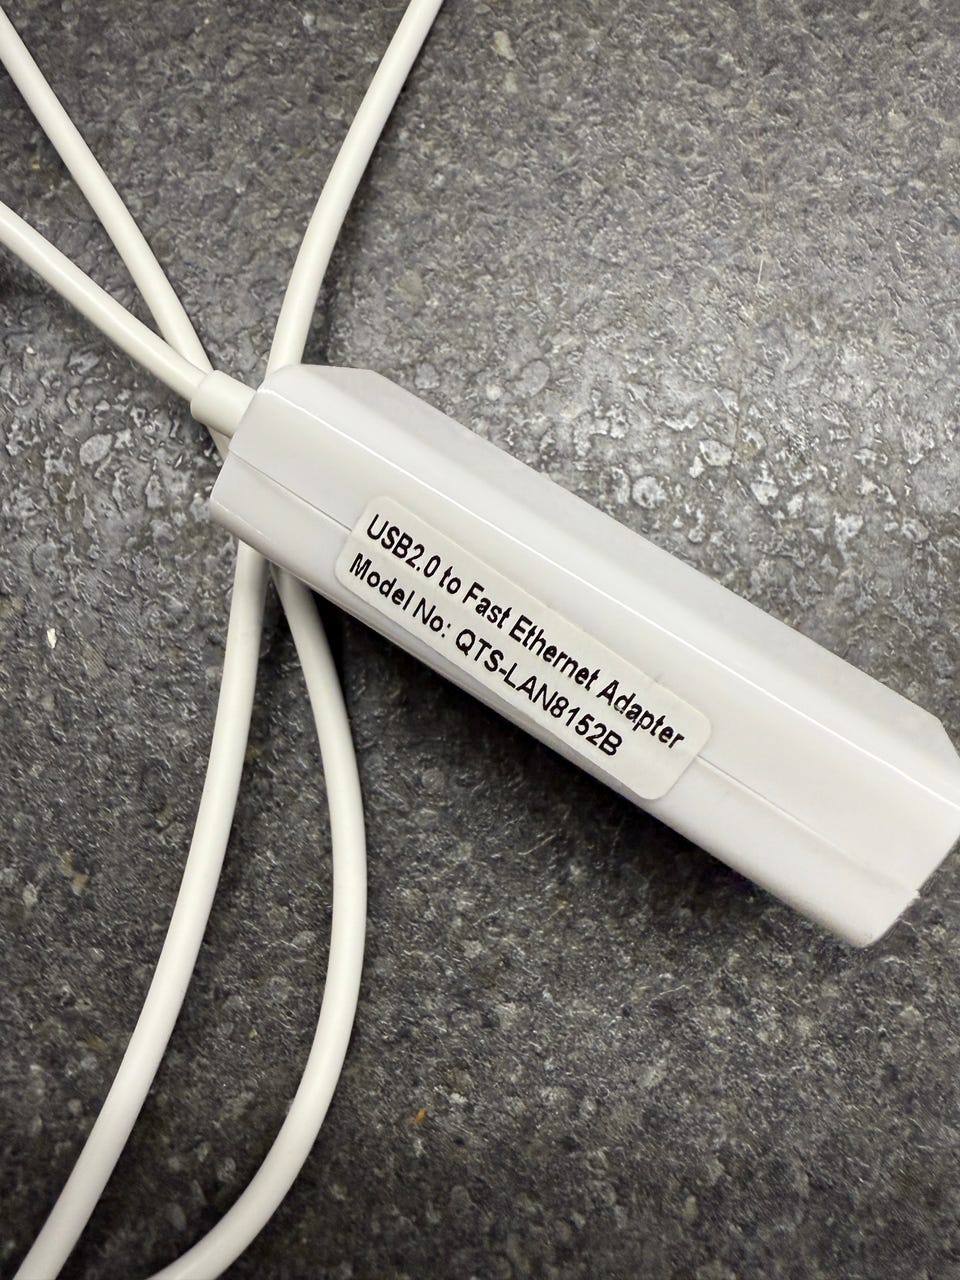 USB2.0 to Fast Ethernet Adapter
Model No: QTS-LAN8152B